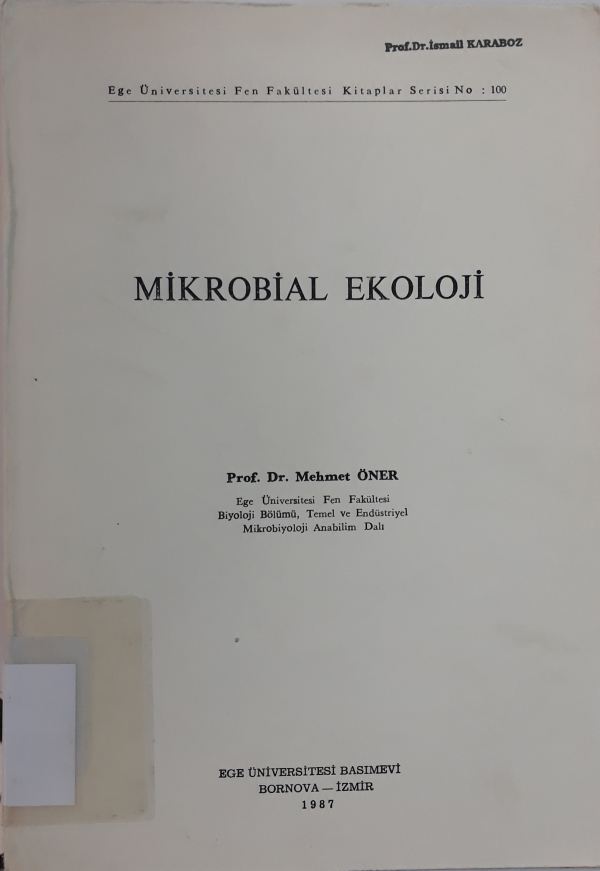 Prof.Dr.İsmail KARABOZ
Ege Üniversitesi Fen Fakültesi Kitaplar Serisi No : 100
MİKROBİAL EKOLOJİ
Prof. Dr. Mehmet ÖNER
Ege Üniversitesi Fen Fakültesi
Biyoloji Bölümü, Temel ve Endüstriyel
Mikrobiyoloji Anabilim Dalı
EGE ÜNİVERSİTESİ BASIMEVİ
BORNOVA — İZMİR
1987